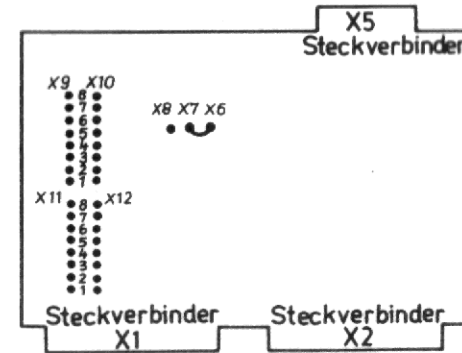 X5
Steckverbinder
X9 X10
8
7
6
5
4
3
2
1
X8 X7 X6
X11 X12
8
7
6
5
4
3
2
1
Steckverbinder
X1
Steckverbinder
X2